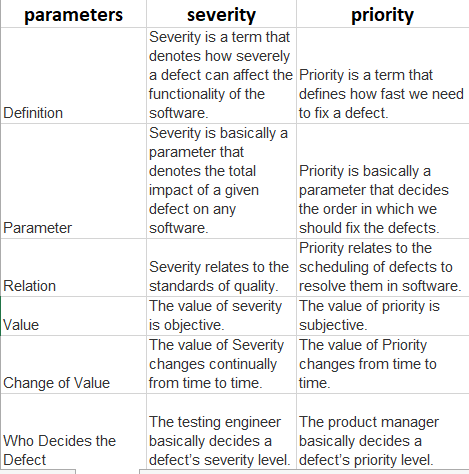 parameters severity priority
Severity is a term that
denotes how severely
a defect can affect the Priority is a term that
functionality of the defines how fast we need
Definition software. to fix a defect.
Severity is basically a
parameter that
denotes the total Priority is basically a
impact of a given parameter that decides
defect on any the order in which we
Parameter software. should fix the defects.
Priority relates to the
Severity relates to the scheduling of defects to
Relation standards of quality. resolve them in software.
The value of severity The value of priority is
Value is objective. subjective.
The value of Severity The value of Priority
changes continually changes from time to
Change of Value from time to time. time.
The testing engineer The product manager
Who Decides the basically decides a basically decides a
Defect defect's severity level. defect's priority level.